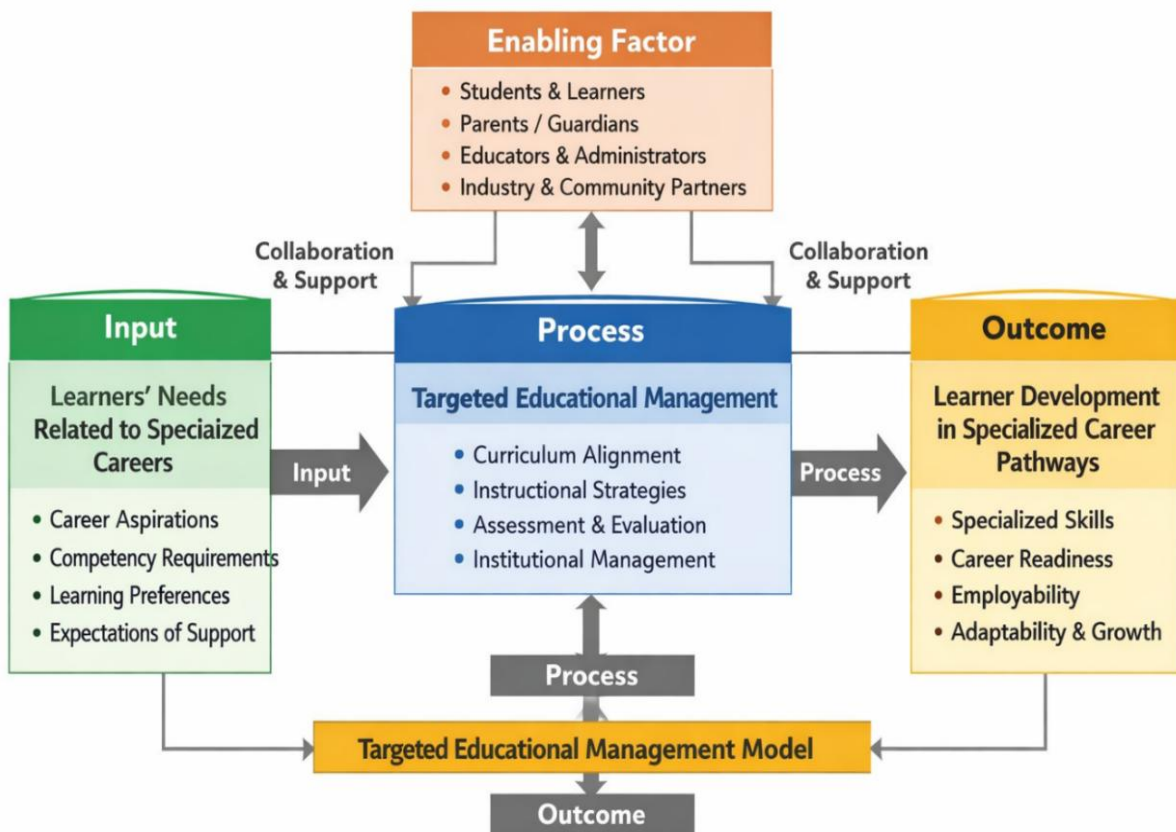 Enabling Factor
• Students & Learners
• Parents / Guardians
• Educators & Administrators
• Industry & Community Partners
Collaboration
& Support
Collaboration
& Support
Input
Learners' Needs
Related to Speciaized
Careers
• Career Aspirations
• Competency Requirements
• Learning Preferences
• Expectations of Support
Input
Process
Targeted Educational Management
• Curriculum Alignment
• Instructional Strategies
• Assessment & Evaluation
• Institutional Management
Process
Outcome
Learner Development
in Specialized Career
Pathways
• Specialized Skills
• Career Readiness
• Employability
• Adaptability & Growth
Process
Targeted Educational Management Model
Outcome